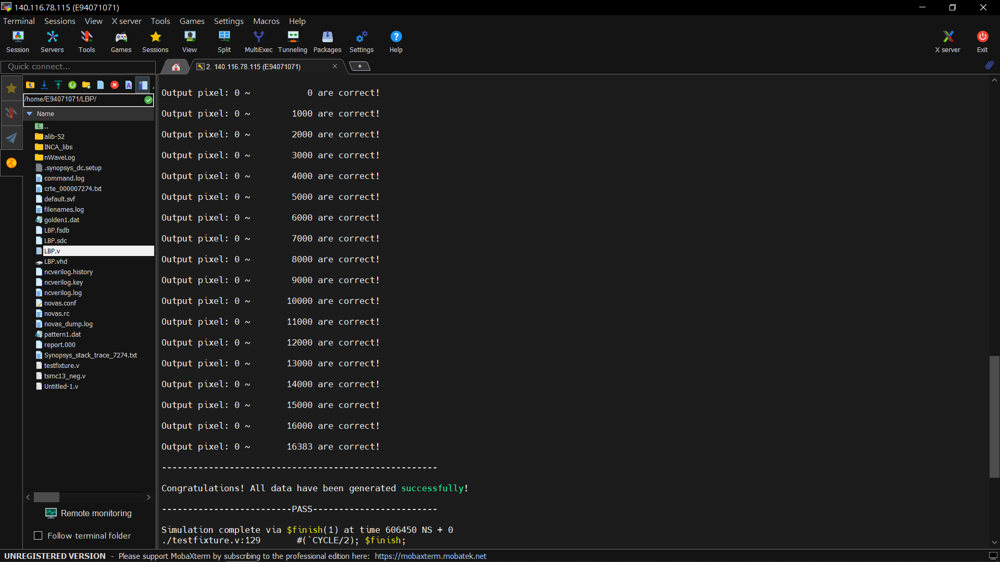 140.116.78.115 (E94071071)
Terminal Sessions View X server Tools Games Settings Macros Help
Session Servers Tools Games Sessions View Split MultiExec Tunneling Packages Settings Help X server Exit
Quick connect...
2. 140.116.78.115 (E94071071)
/home/E94071071/LBP/
Name
..
alib-52
INCA_libs
nWaveLog
.synopsys_dc.setup
command.log
crte_000007274.txt
default.svf
filenames.log
golden1.dat
LBP.fsdb
LBP.sdc
LBP.v
LBP.vhd
ncverilog.history
ncverilog.key
ncverilog.log
novas.conf
novas.rc
novas_dump.log
pattern1.dat
report.000
Synopsys_stack_trace_7274.txt
testfixture.v
tsmc13_neg.v
Untitled-1.v
Remote monitoring
Follow terminal folder
Output pixel: 0 ~           0 are correct!
Output pixel: 0 ~        1000 are correct!
Output pixel: 0 ~        2000 are correct!
Output pixel: 0 ~        3000 are correct!
Output pixel: 0 ~        4000 are correct!
Output pixel: 0 ~        5000 are correct!
Output pixel: 0 ~        6000 are correct!
Output pixel: 0 ~        7000 are correct!
Output pixel: 0 ~        8000 are correct!
Output pixel: 0 ~        9000 are correct!
Output pixel: 0 ~       10000 are correct!
Output pixel: 0 ~       11000 are correct!
Output pixel: 0 ~       12000 are correct!
Output pixel: 0 ~       13000 are correct!
Output pixel: 0 ~       14000 are correct!
Output pixel: 0 ~       15000 are correct!
Output pixel: 0 ~       16000 are correct!
Output pixel: 0 ~       16383 are correct!
-----------------------------------------------------
Congratulations! All data have been generated successfully!
-------------------------PASS------------------------
Simulation complete via $finish(1) at time 606450 NS + 0
./testfixture.v:129       #(`CYCLE/2); $finish;
UNREGISTERED VERSION - Please support MobaXterm by subscribing to the professional edition here: https://mobaxterm.mobatek.net